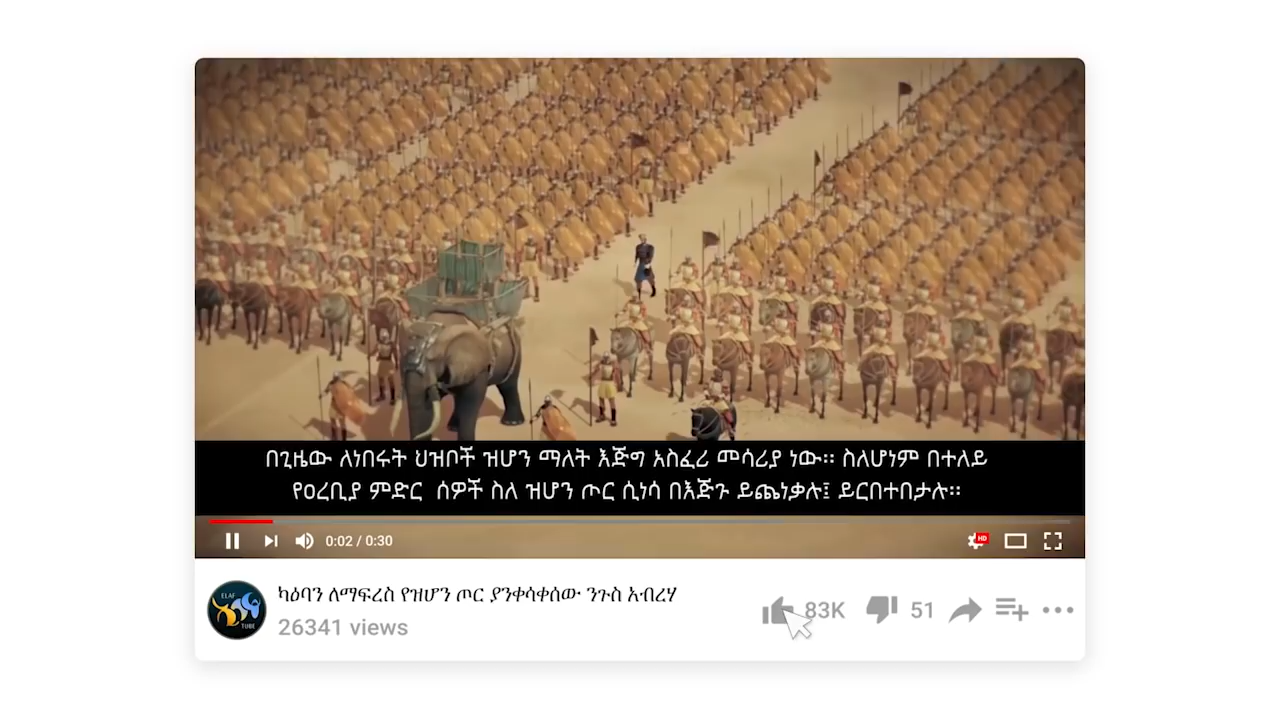 በጊዜው ለነበሩት ህዝቦች ዝሆን ማለት እጅግ አስፈሪ መሳሪያ ነው፡፡ ስለሆነም በተለይ
የዐረቢያ ምድር ሰዎች ስለ ዝሆን ጦር ሲነሳ በእጅጉ ይጨነቃሉ፤ ይርበተበታሉ፡፡
0:02 / 0:30
HD
ELAF
TUBE
ካዕባን ለማፍረስ የዝሆን ጦር ያንቀሳቀሰው ንጉስ አብረሃ
26341 views
83K
51